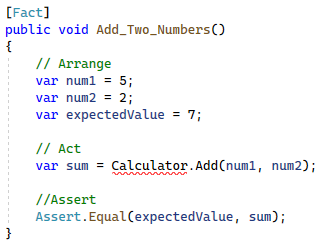 [Fact]
public void Add_Two_Numbers()
{
    // Arrange
    var num1 = 5;
    var num2 = 2;
    var expectedValue = 7;

    // Act
    var sum = Calculator.Add(num1, num2);

    //Assert
    Assert.Equal(expectedValue, sum);
}